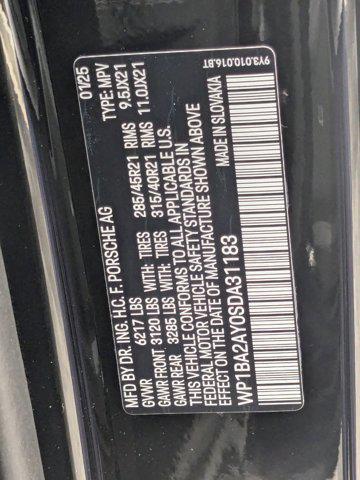 MFD BY DR. ING. H.C. F. PORSCHE AG 01/25
GVWR 6217 LBS TYPE: MPV
GAWR FRONT 3120 LBS WITH: TIRES 285/45R21 RIMS 9.5JX21
GAWR REAR 3285 LBS WITH: TIRES 315/40R21 RIMS 11.0JX21
THIS VEHICLE CONFORMS TO ALL APPLICABLE U.S.
FEDERAL MOTOR VEHICLE SAFETY STANDARDS IN
EFFECT ON THE DATE OF MANUFACTURE SHOWN ABOVE
WP1BA2AY0SDA31183 MADE IN SLOVAKIA
9Y3.010.016.BT